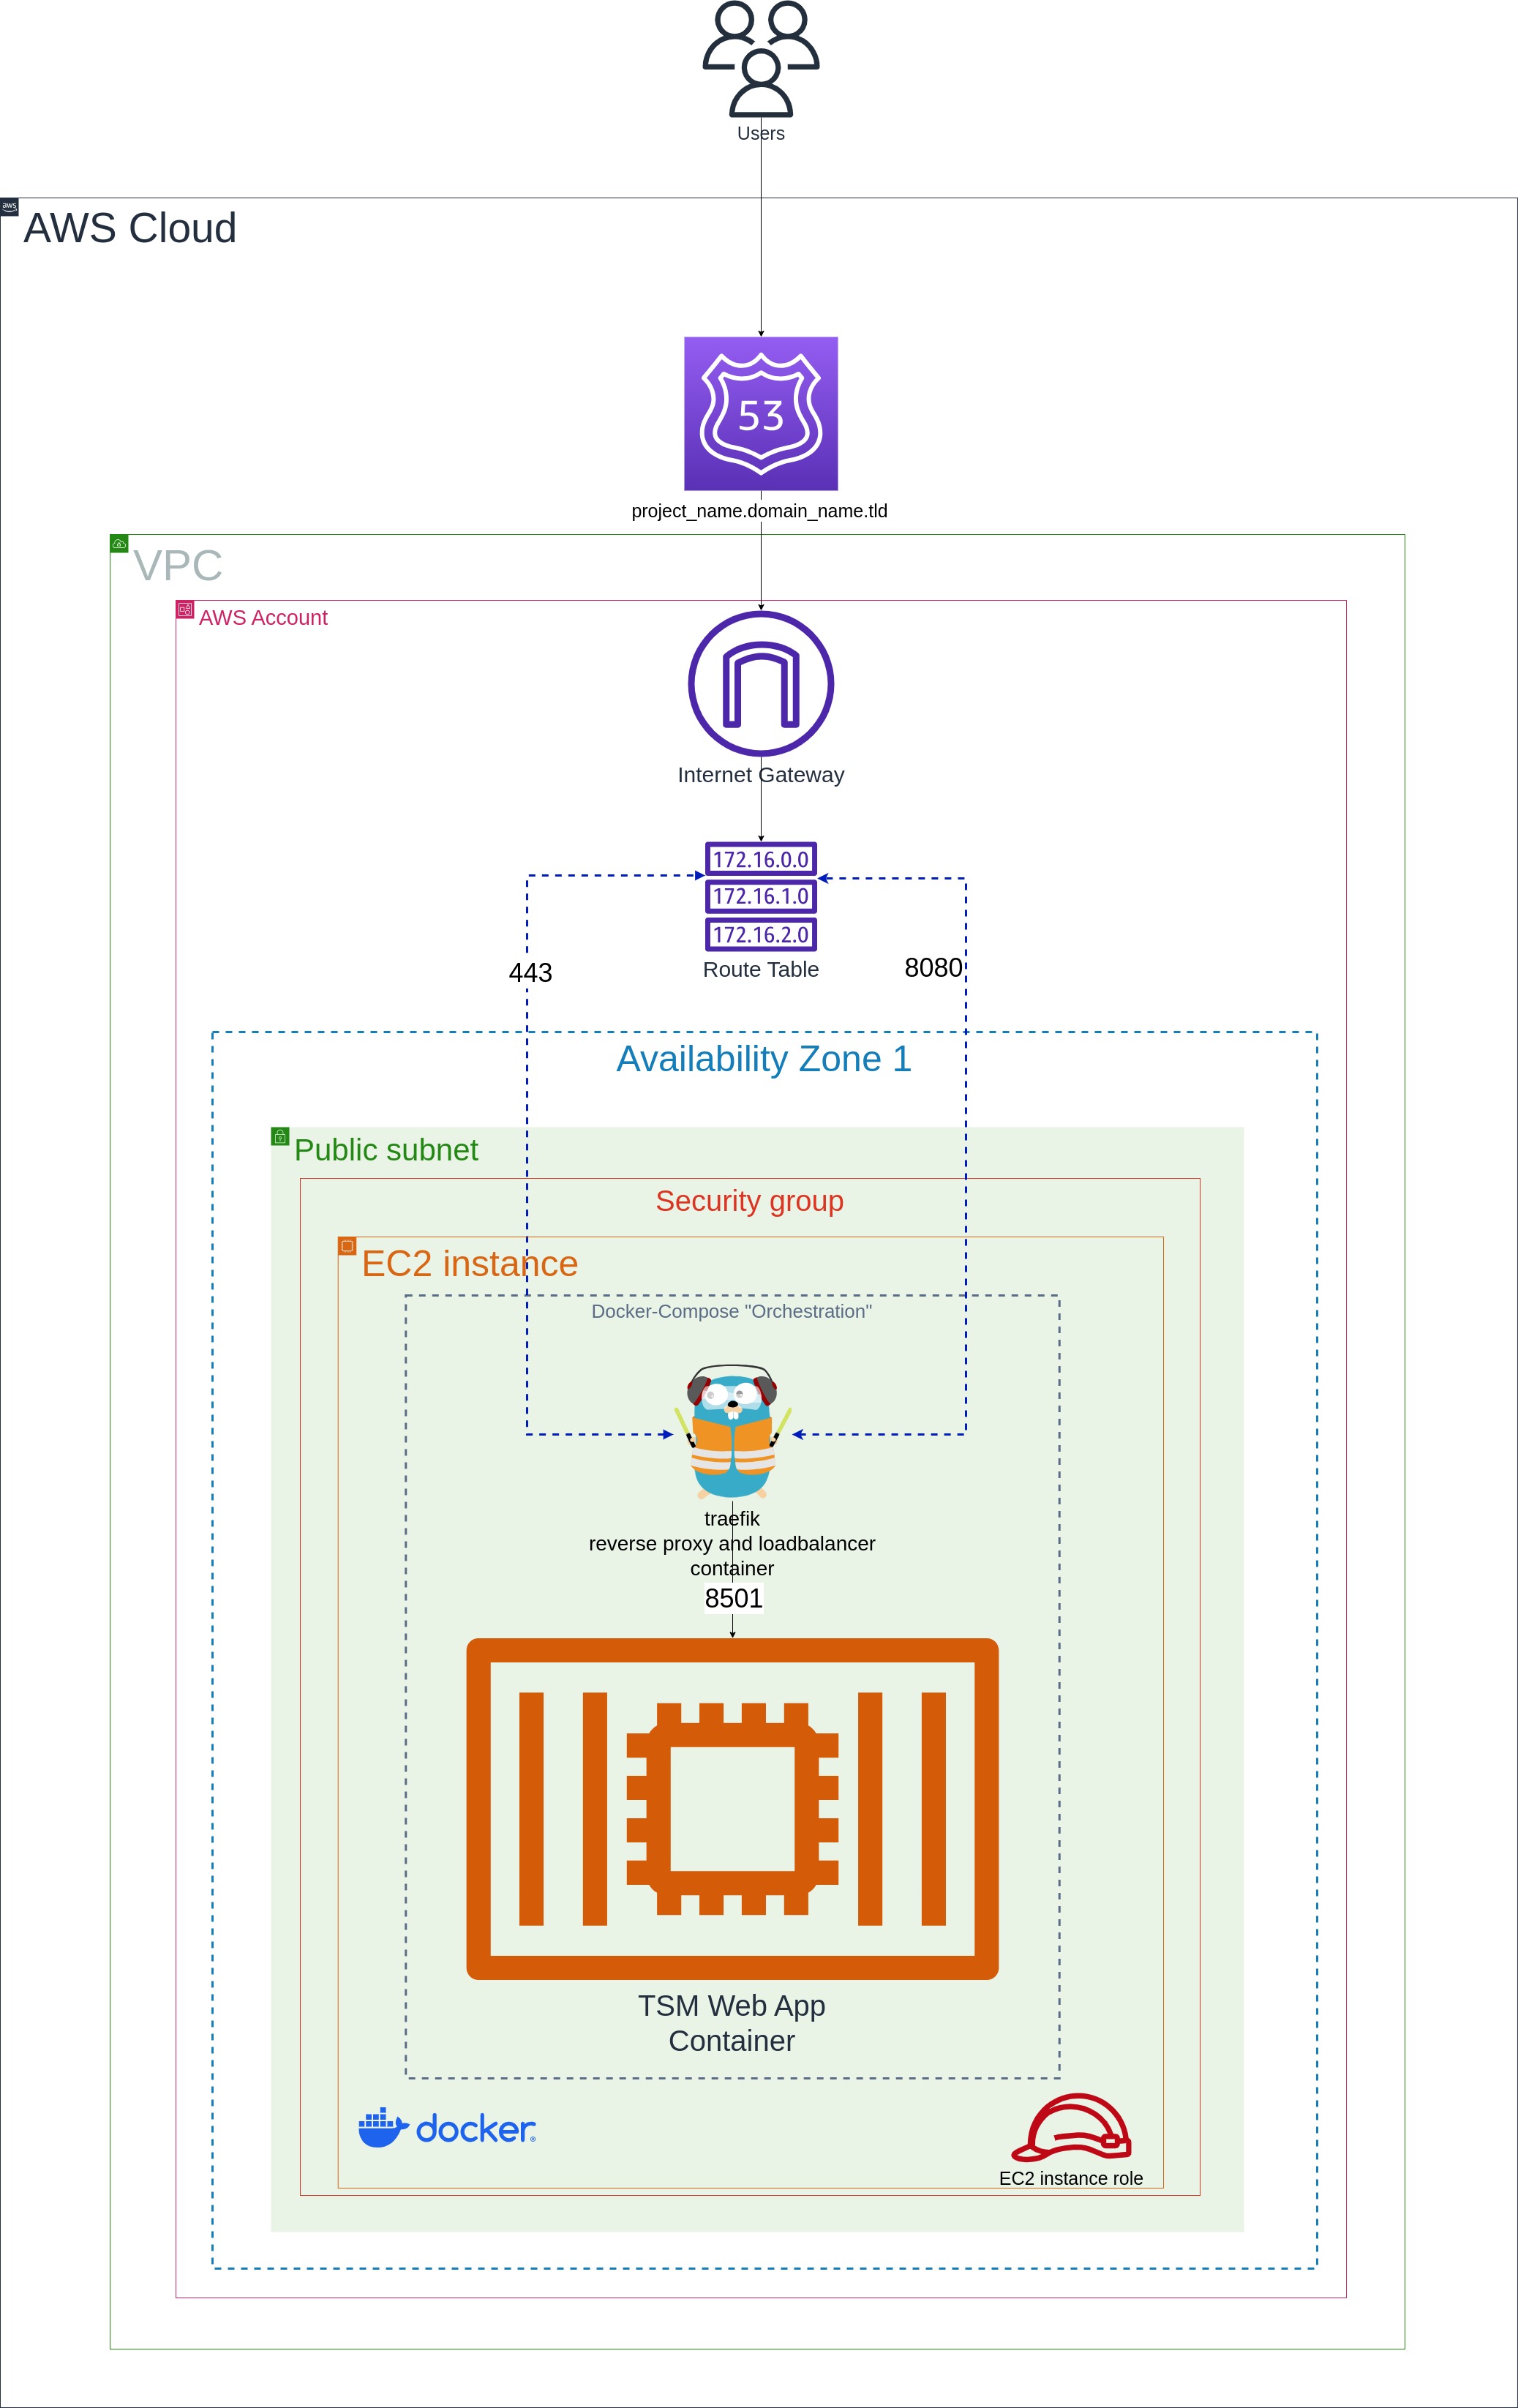 Users
aws
AWS Cloud
53
project_name.domain_name.tld
VPC
AWS Account
Internet Gateway
172.16.0.0
172.16.1.0
172.16.2.0
Route Table
443
8080
Availability Zone 1
Public subnet
Security group
EC2 instance
Docker-Compose "Orchestration"
traefik
reverse proxy and loadbalancer
container
8501
TSM Web App
Container
docker®
EC2 instance role